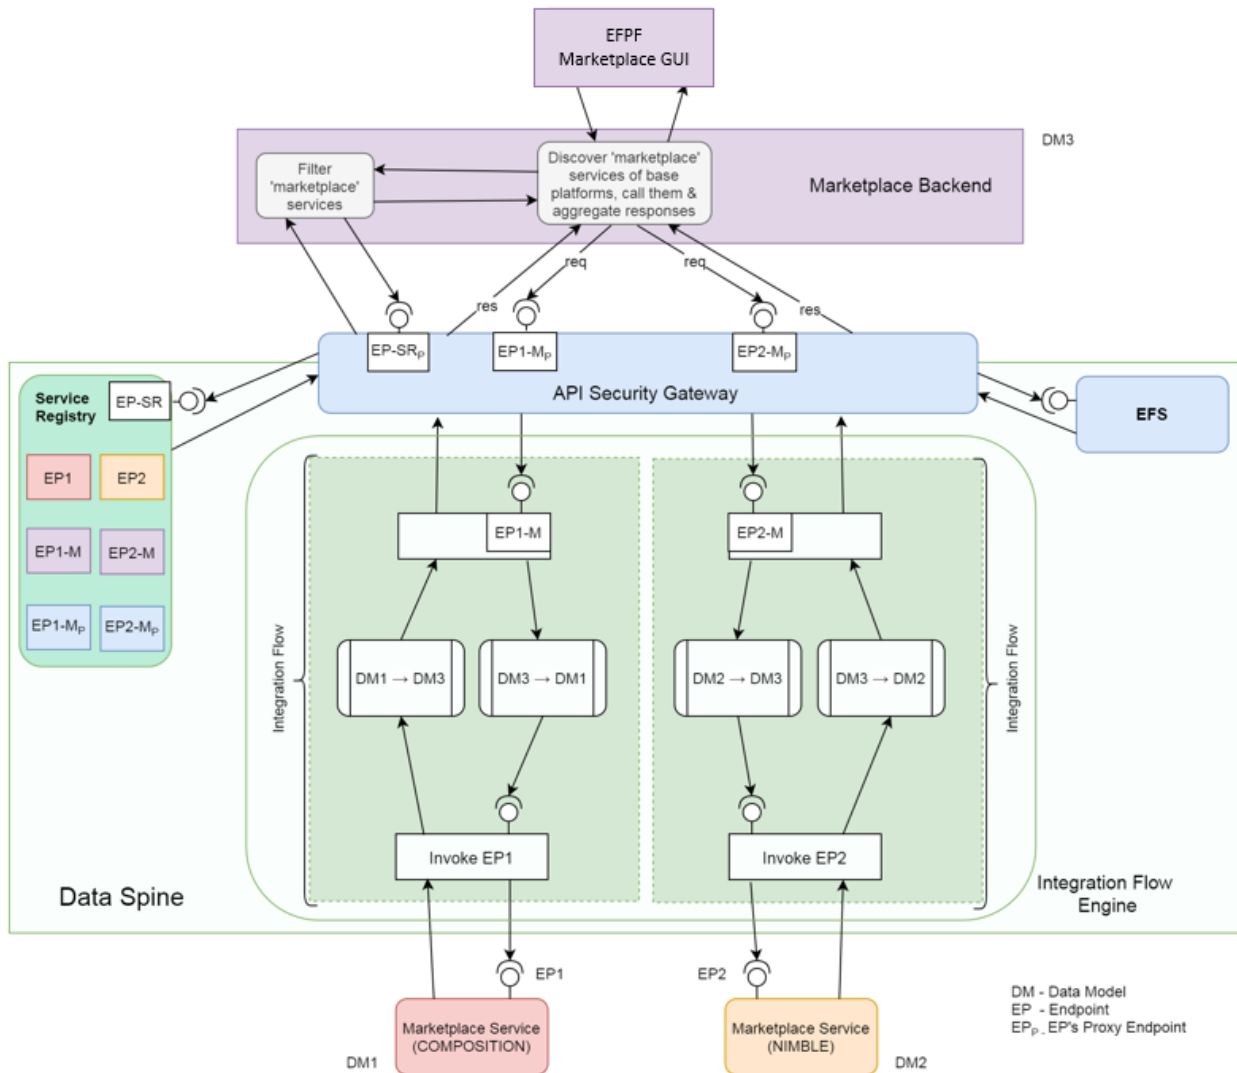 EFPF
Marketplace GUI
DM3
Filter
'marketplace'
services
Discover 'marketplace'
services of base
platforms, call them &
aggregate responses
Marketplace Backend
req
req
res
res
EP-SRP
EP1-MP
EP2-MP
API Security Gateway
Service
Registry
EP-SR
EFS
EP1
EP2
EP1-M
EP2-M
EP1-MP
EP2-MP
EP1-M
EP2-M
Integration Flow
DM1 → DM3
DM3 → DM1
DM2 → DM3
DM3 → DM2
Integration Flow
Invoke EP1
Invoke EP2
Data Spine
Integration Flow
Engine
EP1
EP2
Marketplace Service
(COMPOSITION)
DM1
Marketplace Service
(NIMBLE)
DM2
DM - Data Model
EP - Endpoint
EPP - EP's Proxy Endpoint